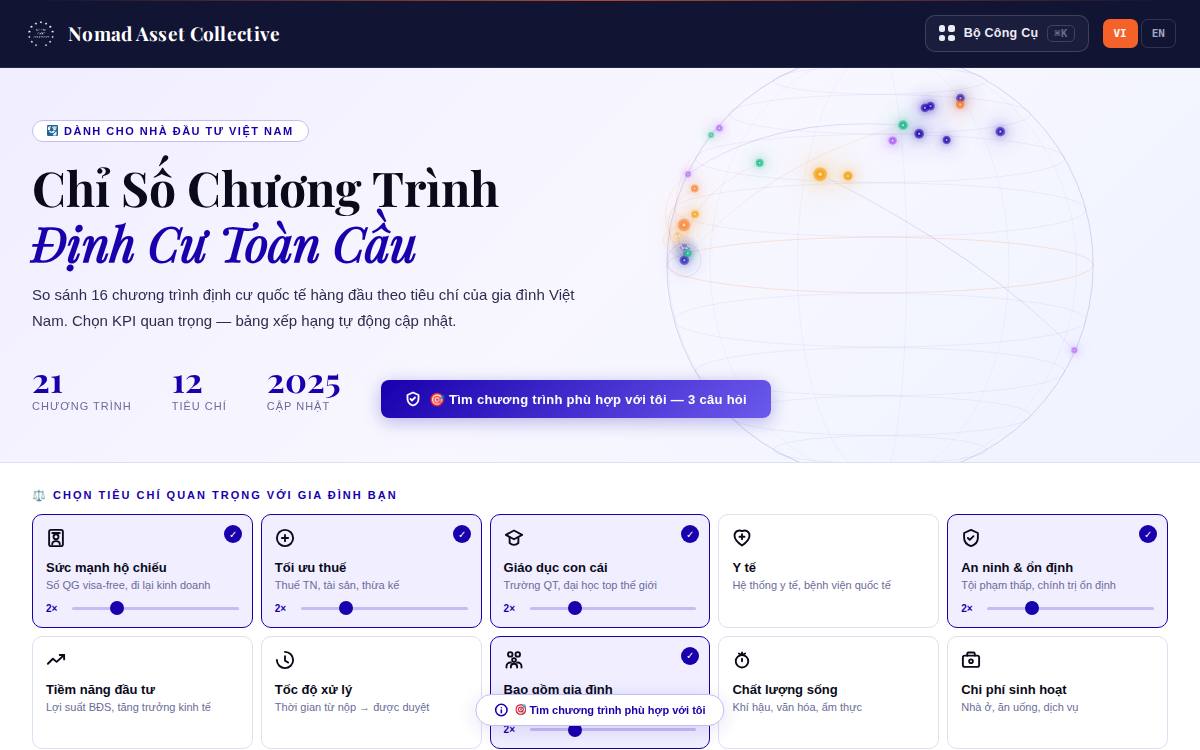 Nomad Asset Collective
Bộ Công Cụ ⌘K
VI EN
DÀNH CHO NHÀ ĐẦU TƯ VIỆT NAM
Chỉ Số Chương Trình
Định Cư Toàn Cầu
So sánh 16 chương trình định cư quốc tế hàng đầu theo tiêu chí của gia đình Việt
Nam. Chọn KPI quan trọng — bảng xếp hạng tự động cập nhật.
21 12 2025
CHƯƠNG TRÌNH TIÊU CHÍ CẬP NHẬT
🎯 Tìm chương trình phù hợp với tôi — 3 câu hỏi
⚖️ CHỌN TIÊU CHÍ QUAN TRỌNG VỚI GIA ĐÌNH BẠN
Sức mạnh hộ chiếu
Số QG visa-free, đi lại kinh doanh
2×
Tối ưu thuế
Thuế TN, tài sản, thừa kế
2×
Giáo dục con cái
Trường QT, đại học top thế giới
2×
Y tế
Hệ thống y tế, bệnh viện quốc tế
An ninh & ổn định
Tội phạm thấp, chính trị ổn định
2×
Tiềm năng đầu tư
Lợi suất BĐS, tăng trưởng kinh tế
Tốc độ xử lý
Thời gian từ nộp → được duyệt
Bao gồm gia đình
2×
Chất lượng sống
Khí hậu, văn hóa, ẩm thực
Chi phí sinh hoạt
Nhà ở, ăn uống, dịch vụ
🎯 Tìm chương trình phù hợp với tôi